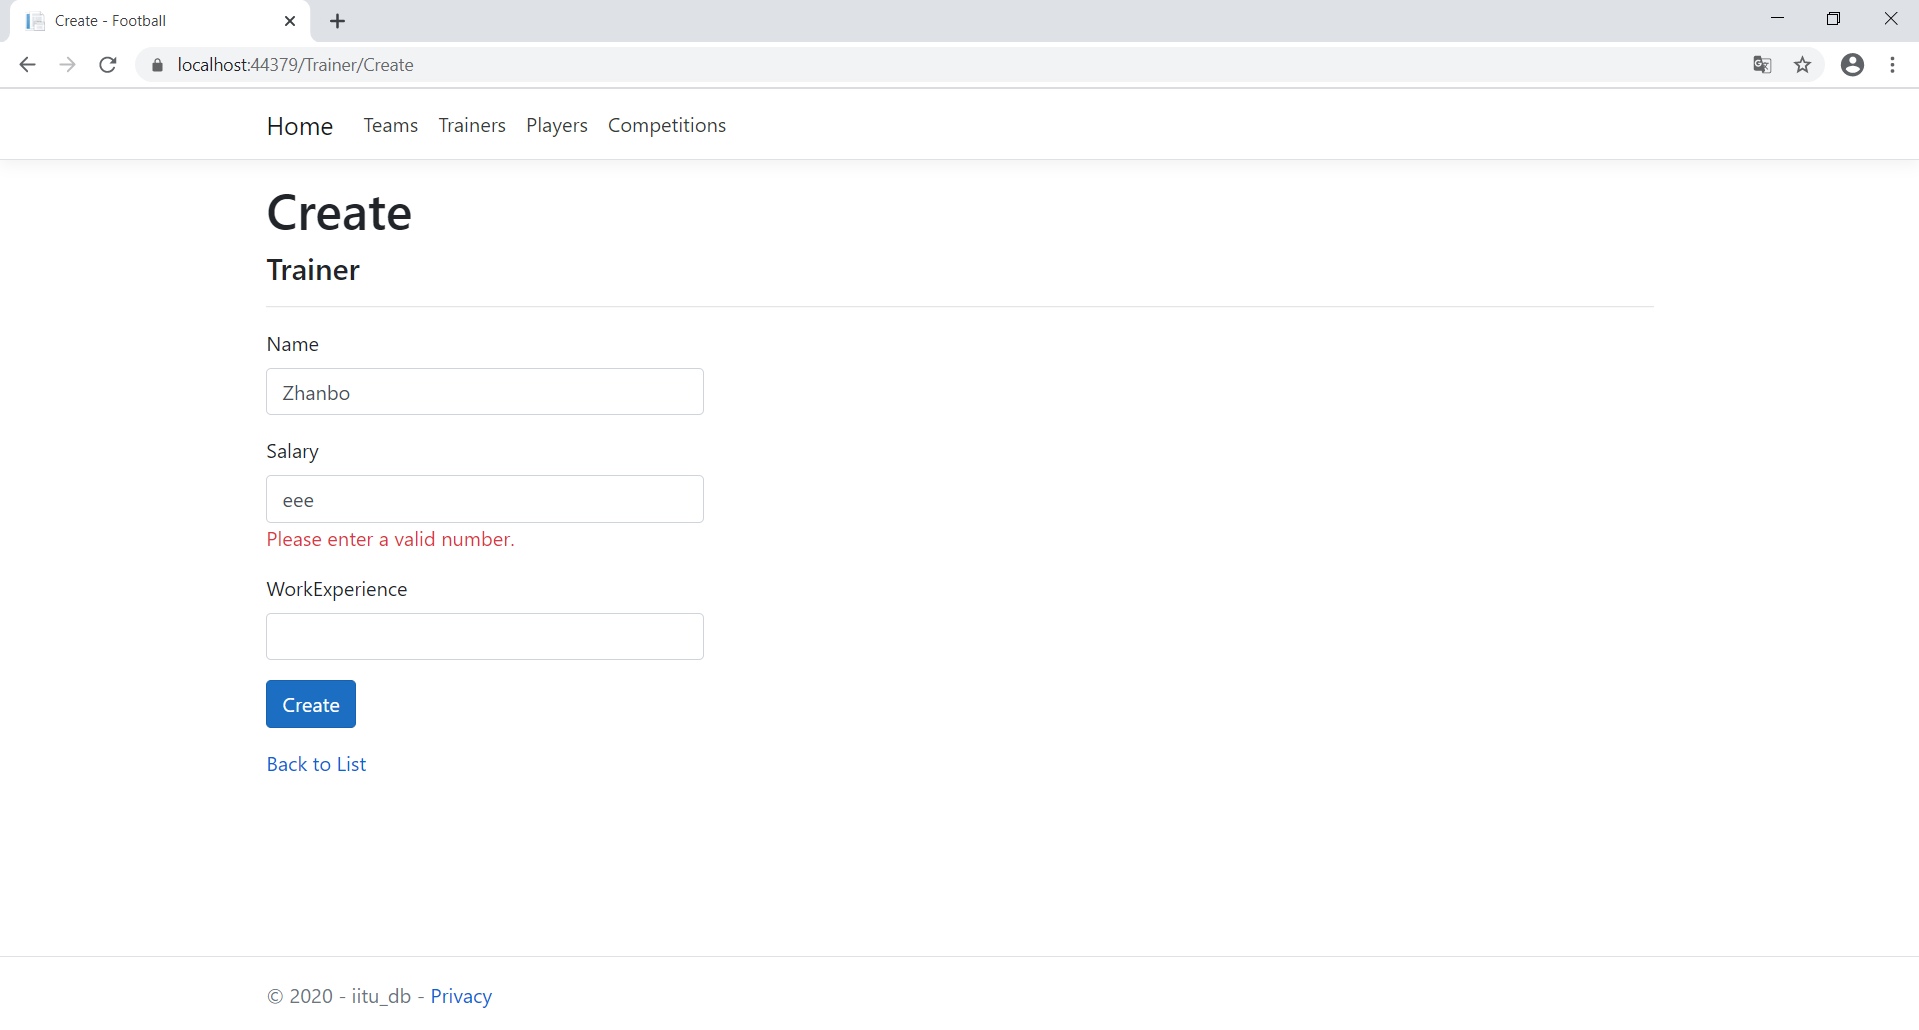 Create - Football
localhost:44379/Trainer/Create
Home Teams Trainers Players Competitions
Create
Trainer
Name
Zhanbo
Salary
eee
Please enter a valid number.
WorkExperience
Create
Back to List
© 2020 - iitu_db - Privacy